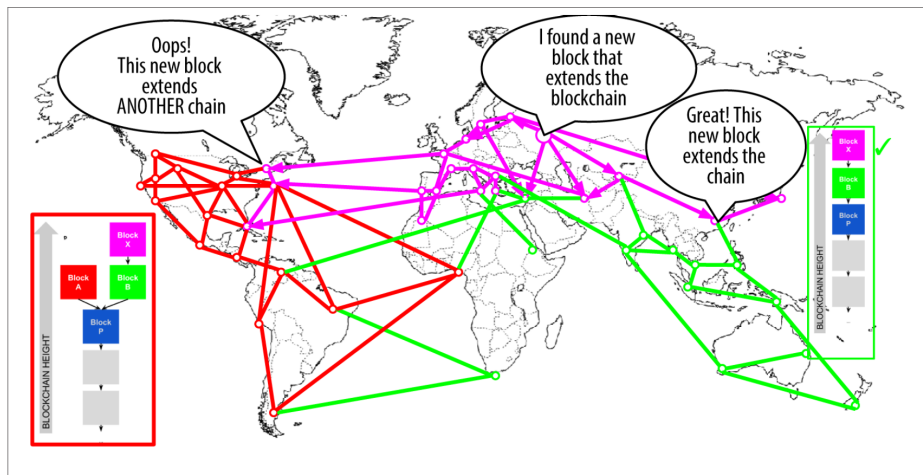 Oops!
This new block
extends
ANOTHER chain
I found a new
block that
extends the
blockchain
Great! This
new block
extends the
chain
BLOCKCHAIN HEIGHT
Block
X
Block
A
Block
B
Block
P
BLOCKCHAIN HEIGHT
Block
X
Block
B
Block
P